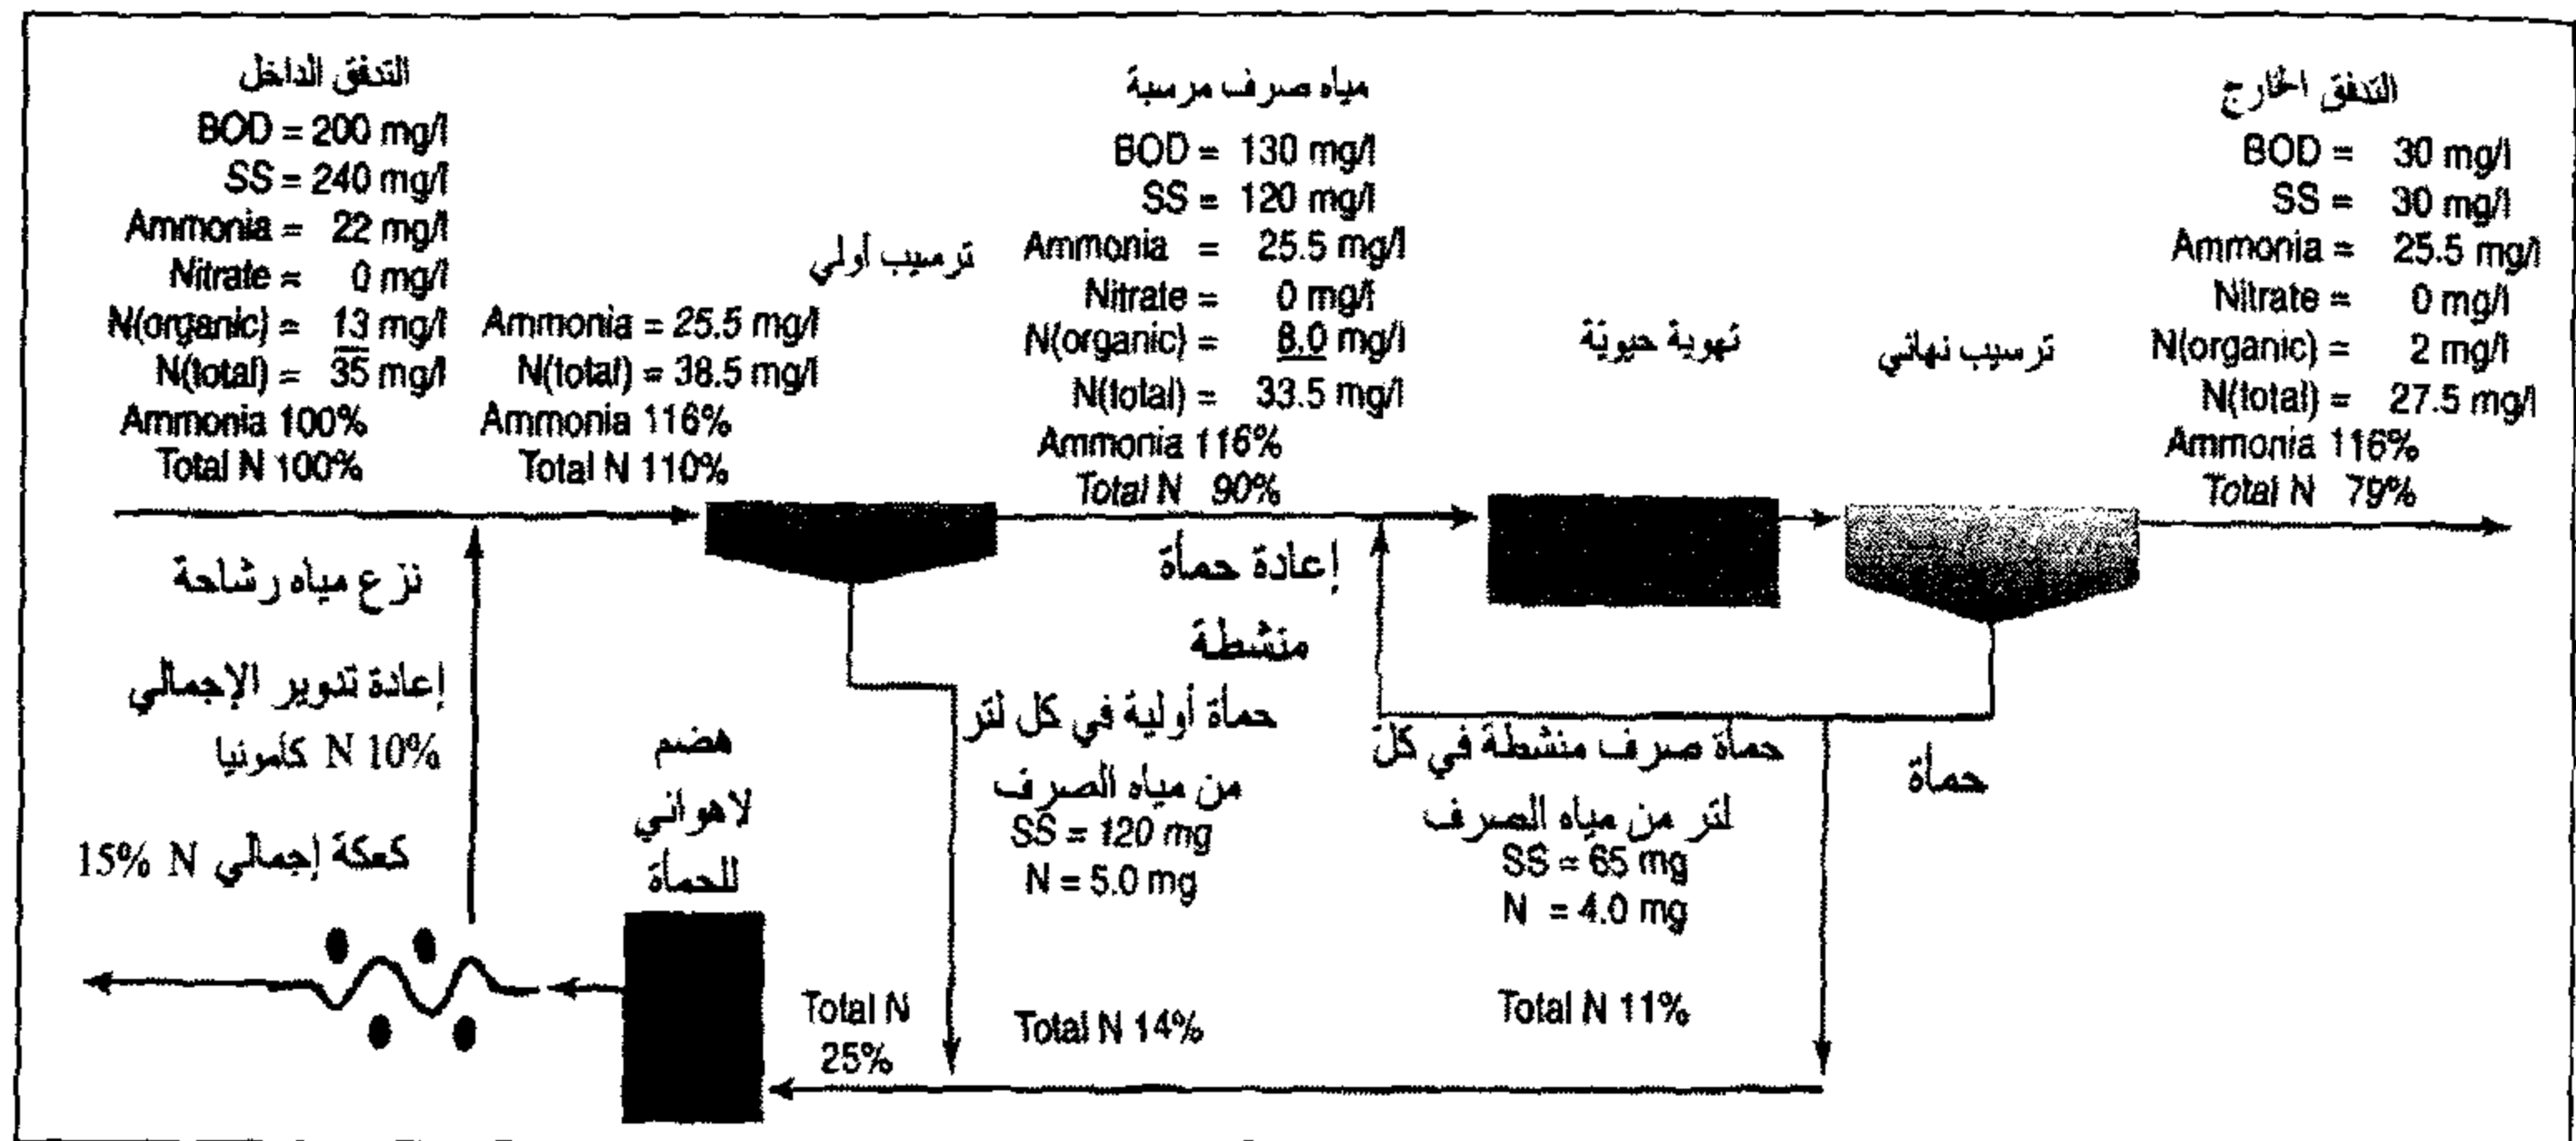 التدفق الداخل
BOD = 200 mg/l
SS = 240 mg/l
Ammonia = 22 mg/l
Nitrate = 0 mg/l
N(organic) = 13 mg/l
N(total) = 35 mg/l
Ammonia 100%
Total N 100%
Ammonia = 25.5 mg/l
N(total) = 38.5 mg/l
Ammonia 116%
Total N 110%
ترسيب أولي
مياه صرف مرسبة
BOD = 130 mg/l
SS = 120 mg/l
Ammonia = 25.5 mg/l
Nitrate = 0 mg/l
N(organic) = 8.0 mg/l
N(total) = 33.5 mg/l
Ammonia 116%
Total N 90%
تهوية حيوية
ترسيب نهائي
التدفق الخارج
BOD = 30 mg/l
SS = 30 mg/l
Ammonia = 25.5 mg/l
Nitrate = 0 mg/l
N(organic) = 2 mg/l
N(total) = 27.5 mg/l
Ammonia 116%
Total N 79%
نزع مياه رشاحة
إعادة تدوير الإجمالي
N 10% كأمونيا
كعكة إجمالي N 15%
هضم
لاهوائي
للحمأة
إعادة حمأة
منشطة
حمأة أولية في كل لتر
من مياه الصرف
SS = 120 mg
N = 5.0 mg
حمأة صرف منشطة في كل
لتر من مياه الصرف
SS = 65 mg
N = 4.0 mg
حمأة
Total N
25%
Total N 14%
Total N 11%